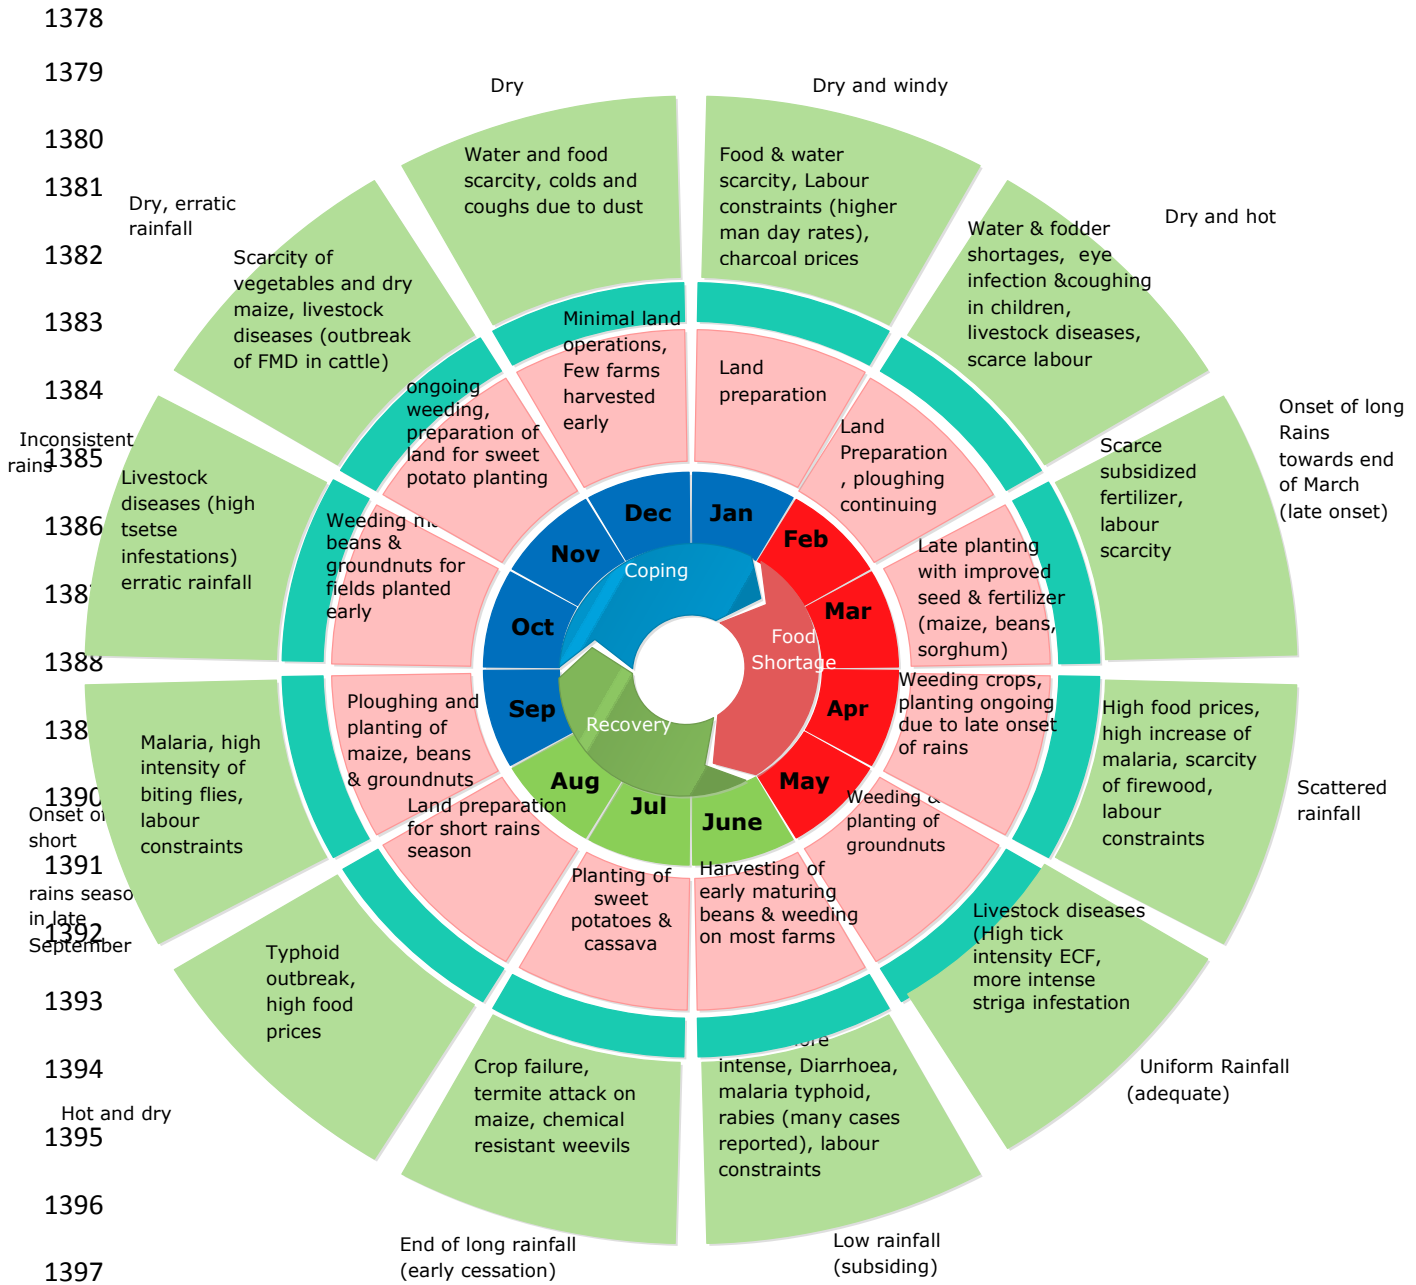 1378
1379
1380
1381
1382
1383
1384
1385
1386
138
1388
138
1390
1391
1392
1393
1394
1395
1396
1397
Dry
Dry and windy
Dry and hot
Onset of long
Rains
towards end
of March
(late onset)
Scattered
rainfall
Uniform Rainfall
(adequate)
Low rainfall
(subsiding)
End of long rainfall
(early cessation)
Hot and dry
Onset of
short
rains seaso
in late
September
Inconsistent
rains
Dry, erratic
rainfall
Food & water
scarcity, Labour
constraints (higher
man day rates),
charcoal prices
Water & fodder
shortages, eye
infection &coughing
in children,
livestock diseases,
scarce labour
Scarce
subsidized
fertilizer,
labour
scarcity
High food prices,
high increase of
malaria, scarcity
of firewood,
labour
constraints
Livestock diseases
(High tick
intensity ECF,
more intense
striga infestation
intense, Diarrhoea,
malaria typhoid,
rabies (many cases
reported), labour
constraints
Crop failure,
termite attack on
maize, chemical
resistant weevils
Typhoid
outbreak,
high food
prices
Malaria, high
intensity of
biting flies,
labour
constraints
Livestock
diseases (high
tsetse
infestations)
erratic rainfall
Scarcity of
vegetables and dry
maize, livestock
diseases (outbreak
of FMD in cattle)
Water and food
scarcity, colds and
coughs due to dust
Land
preparation
Land
Preparation
, ploughing
continuing
Late planting
with improved
seed & fertilizer
(maize, beans,
sorghum)
Weeding crops,
planting ongoing
due to late onset
of rains
Weeding &
planting of
groundnuts
Harvesting of
early maturing
beans & weeding
on most farms
Planting of
sweet
potatoes &
cassava
Land preparation
for short rains
season
Ploughing and
planting of
maize, beans
& groundnuts
Weeding
beans &
groundnuts for
fields planted
early
ongoing
weeding,
preparation of
land for sweet
potato planting
Minimal land
operations,
Few farms
harvested
early
Jan
Feb
Mar
Apr
May
June
Jul
Aug
Sep
Oct
Nov
Dec
Coping
Food
Shortage
Recovery